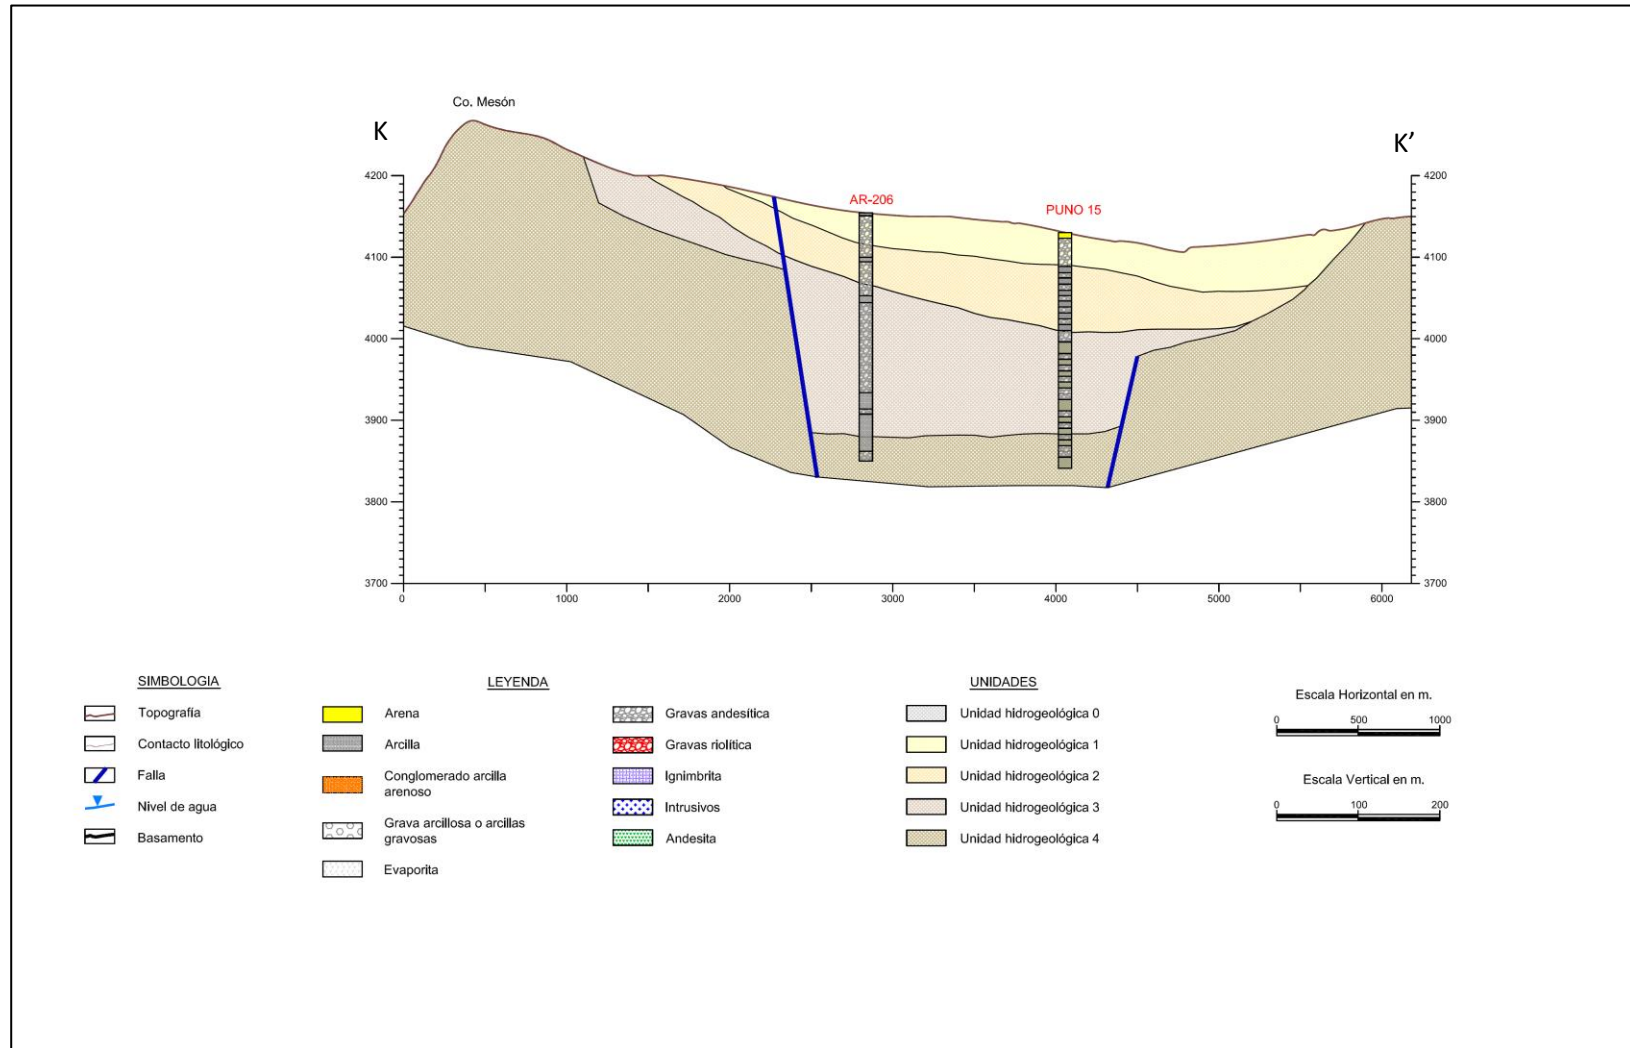 Co. Mesón
K
K’
4200
4200
AR-206
PUNO 15
4100
4100
4000
4000
3900
3900
3800
3800
3700
3700
0
1000
2000
3000
4000
5000
6000
SIMBOLOGIA
Topografía
Contacto litológico
Falla
Nivel de agua
Basamento
LEYENDA
Arena
Arcilla
Conglomerado arcilla
arenoso
Grava arcillosa o arcillas
gravosas
Evaporita
Gravas andesítica
Gravas riolítica
Ignimbrita
Intrusivos
Andesita
UNIDADES
Unidad hidrogeológica 0
Unidad hidrogeológica 1
Unidad hidrogeológica 2
Unidad hidrogeológica 3
Unidad hidrogeológica 4
Escala Horizontal en m.
0 500 1000
Escala Vertical en m.
0 100 200